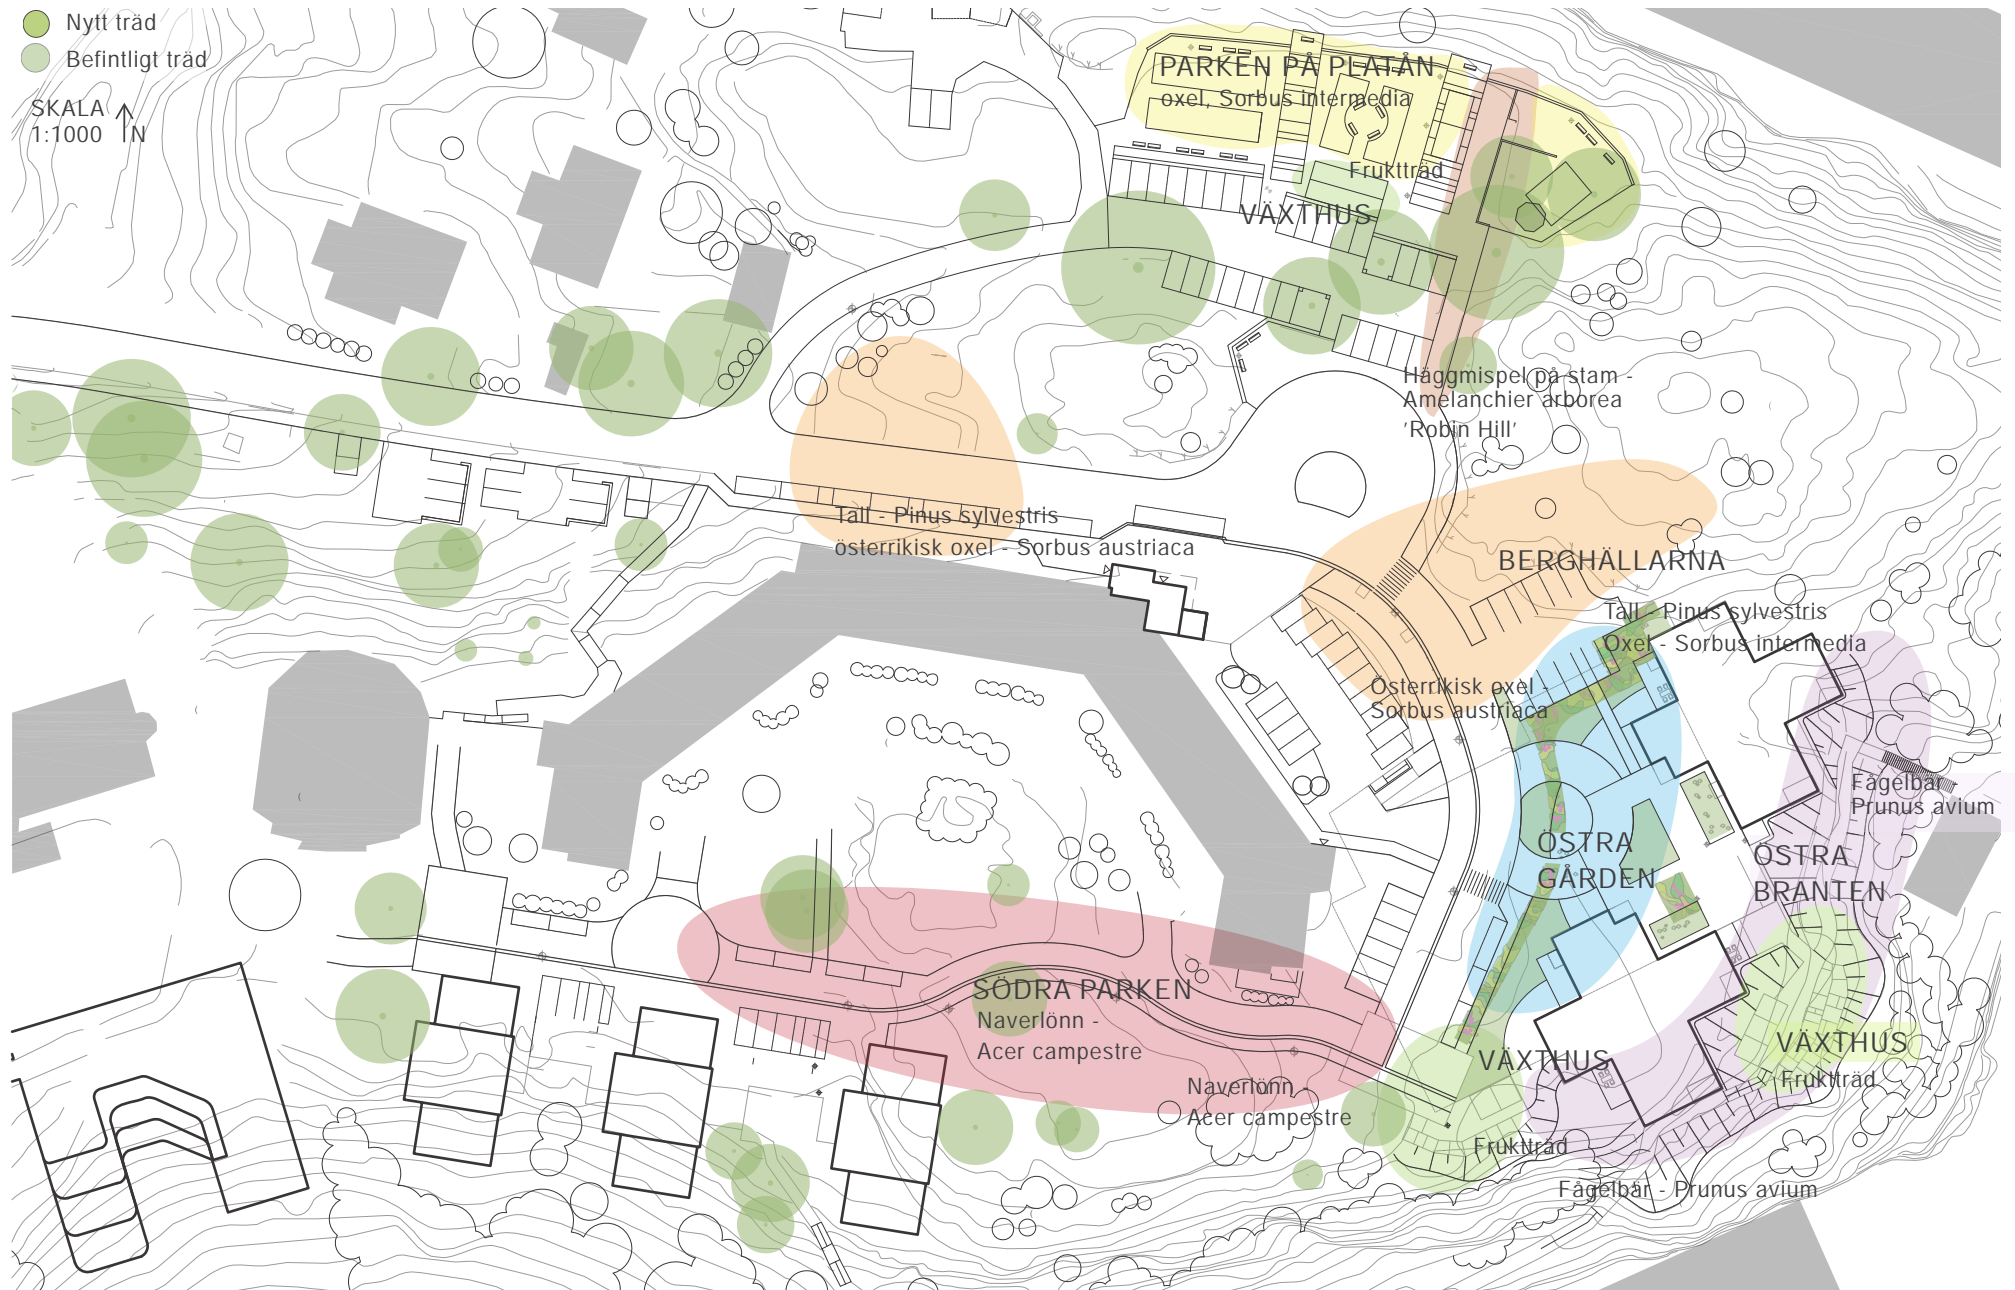 Nytt träd
Befintligt träd
SKALA
1:1000 N
PARKEN PÅ PLATÅN
oxel, Sorbus intermedia
Fruktträd
VÄXTHUS
Häggmispel på stam -
Amelanchier arborea
'Robin Hill'
Tall - Pinus sylvestris
österrikisk oxel - Sorbus austriaca
BERGHÄLLARNA
Tall - Pinus sylvestris
Oxel - Sorbus intermedia
Österrikisk oxel -
Sorbus austriaca
Fågelbär -
Prunus avium
ÖSTRA
GÅRDEN
ÖSTRA
BRANTEN
SÖDRA PARKEN
Naverlönn -
Acer campestre
Naverlönn -
Acer campestre
VÄXTHUS
Fruktträd
VÄXTHUS
Fruktträd
Fågelbär - Prunus avium